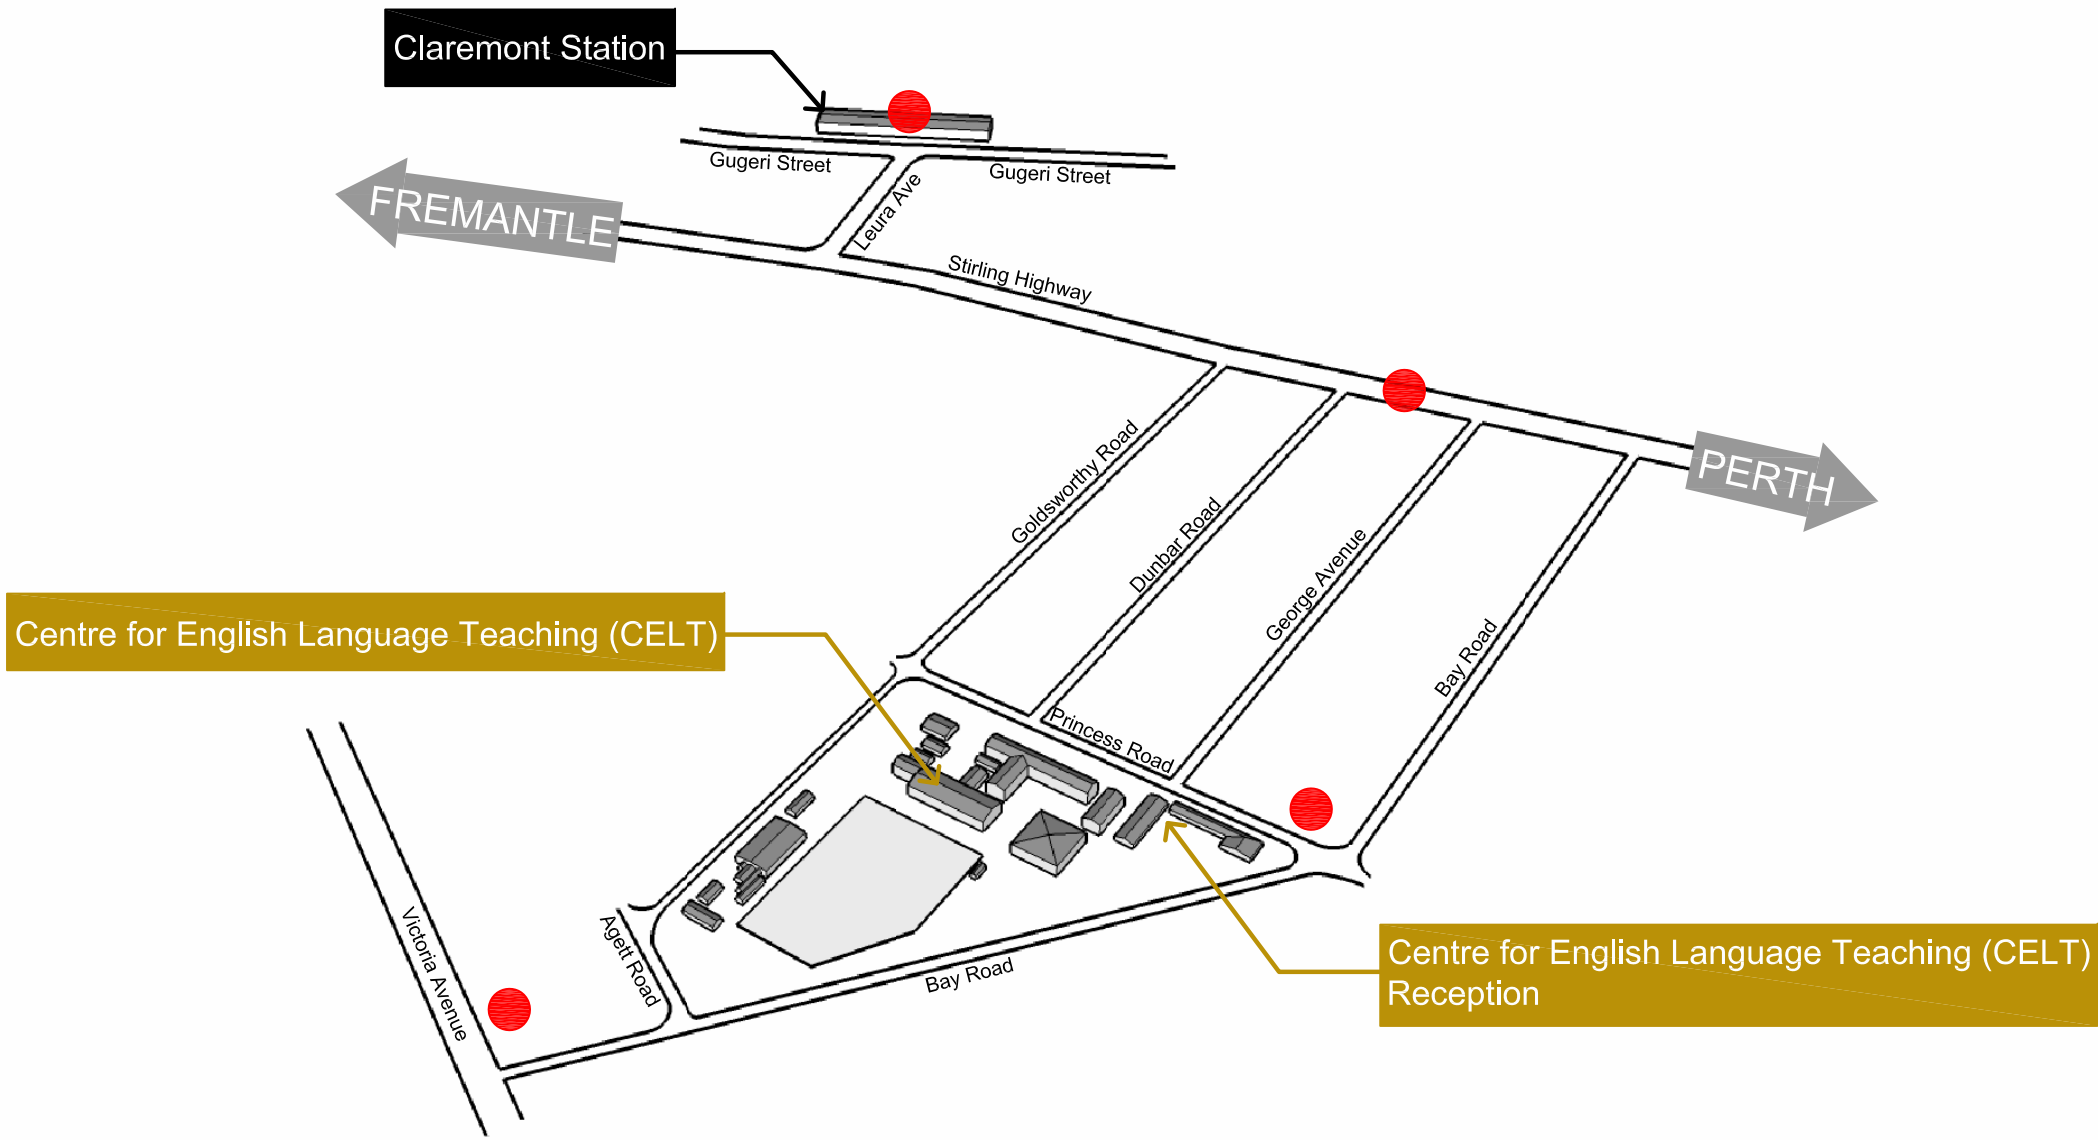 Claremont Station
Gugeri Street
Gugeri Street
FREMANTLE
Leura Ave
Stirling Highway
PERTH
Goldsworthy Road
Dunbar Road
George Avenue
Bay Road
Centre for English Language Teaching (CELT)
Princess Road
Victoria Avenue
Agett Road
Bay Road
Centre for English Language Teaching (CELT)
Reception